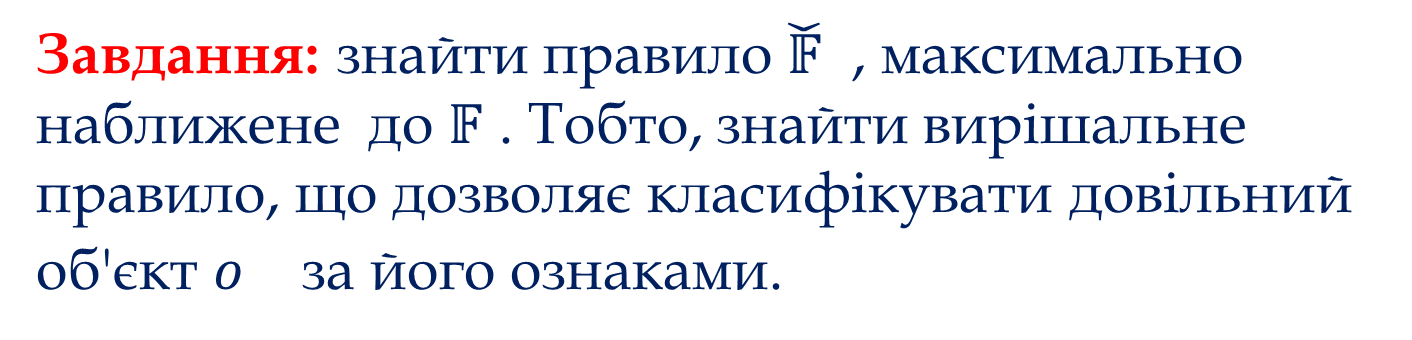 Завдання: знайти правило 𝔽̌ , максимально
наближене до 𝔽 . Тобто, знайти вирішальне
правило, що дозволяє класифікувати довільний
об'єкт o за його ознаками.